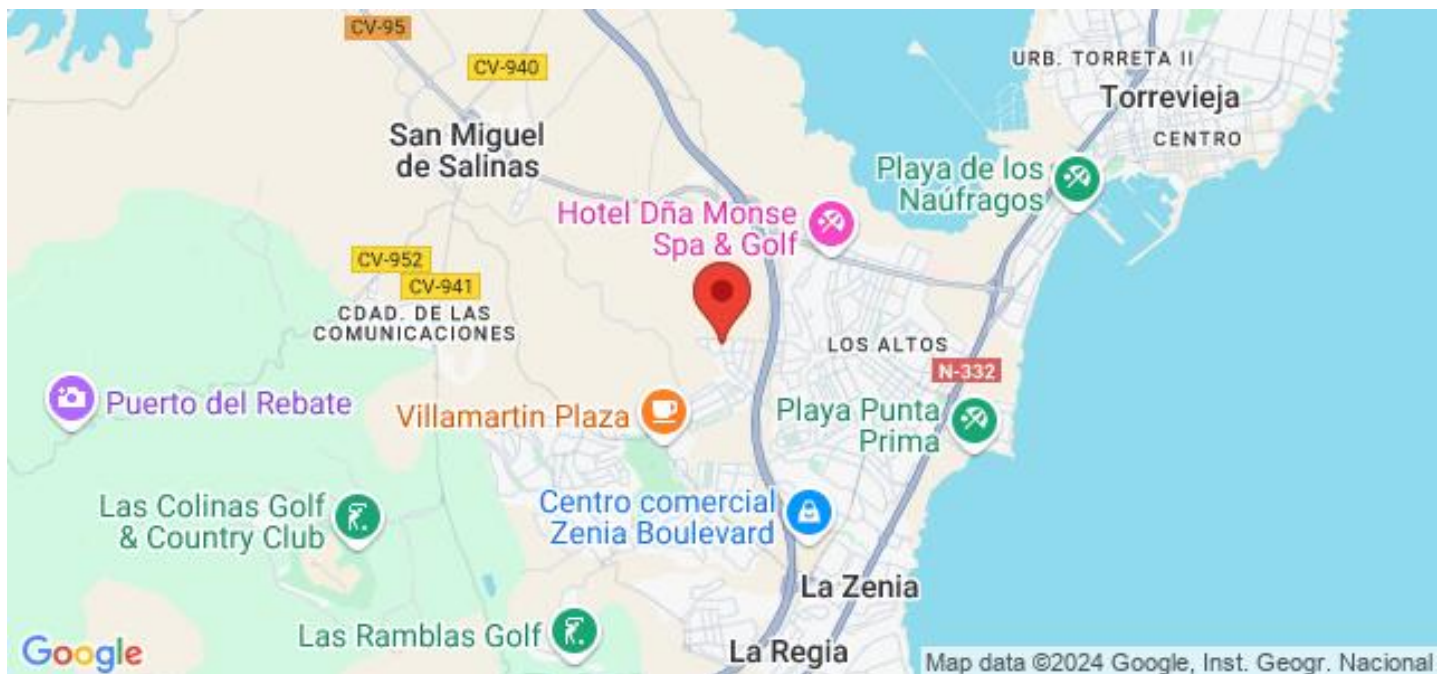 CV-95
CV-940
URB. TORRETA II
Torrevieja
CENTRO
San Miguel
de Salinas
Playa de los
Naúfragos
Hotel Dña Monse
Spa & Golf
CV-952
CV-941
CDAD. DE LAS
COMUNICACIONES
LOS ALTOS
N-332
Puerto del Rebate
Villamartin Plaza
Playa Punta
Prima
Las Colinas Golf
& Country Club
Centro comercial
Zenia Boulevard
La Zenia
Las Ramblas Golf
La Regia
Google
Map data ©2024 Google, Inst. Geogr. Nacional